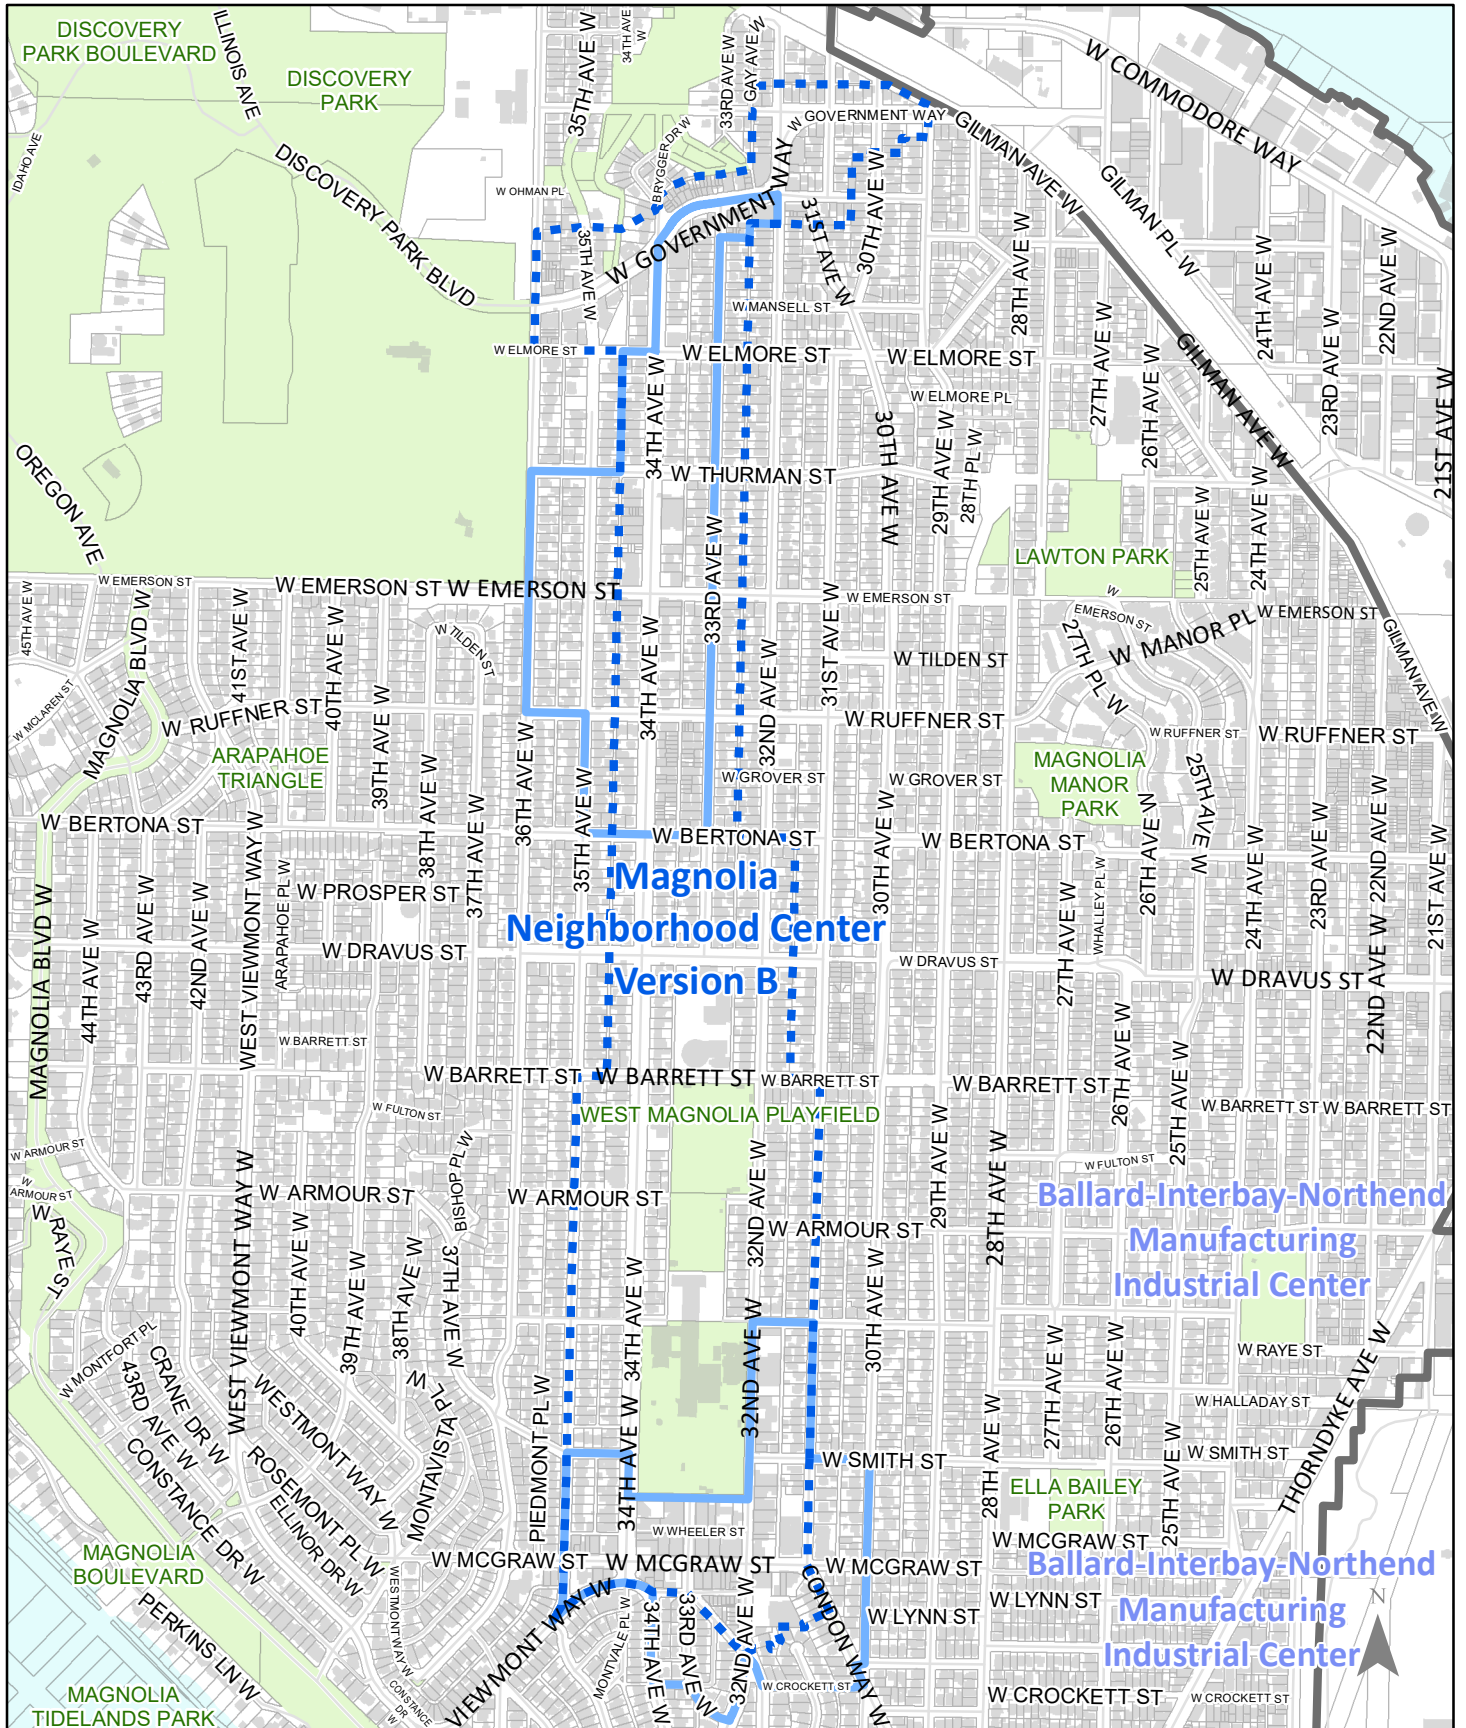 DISCOVERY
PARK BOULEVARD
ILLINOIS AVE
DISCOVERY
PARK
35TH AVE W
34TH AVE
W
33RD AVE W
GAY AVE W
W COMMODORE WAY
W
GOVERNMENT WAY
GILMAN AVE W
GILMAN PL W
IDAHO AVE
DISCOVERY PARK BLVD
W OHMAN PL
BRYGGER DR W
W GOVERNMENT WAY
31ST AVE W
30TH AVE W
28TH AVE W
24TH AVE W
22ND AVE W
35TH AVE W
W MANSELL ST
27TH AVE W
23RD AVE W
W ELMORE ST
W ELMORE ST
W ELMORE ST
GILMAN AVE W
26TH AVE W
34TH AVE W
W ELMORE PL
21ST AVE W
OREGON AVE
W THURMAN ST
30TH AVE W
29TH AVE W
28TH PL W
25TH AVE W
24TH AVE W
33RD AVE W
LAWTON PARK
45TH AVE W
W EMERSON ST
W EMERSON ST
W EMERSON ST
W EMERSON ST
W
EMERSON ST
W EMERSON ST
MAGNOLIA BLVD W
41ST AVE W
40TH AVE W
W TILDEN ST
34TH AVE W
32ND AVE W
31ST AVE W
W TILDEN ST
27TH PL W
W MANOR PL
GILMAN AVE W
W MCLAREN ST
W RUFFNER ST
39TH AVE W
W RUFFNER ST
W RUFFNER ST
W RUFFNER ST
ARAPAHOE
TRIANGLE
38TH AVE W
37TH AVE W
36TH AVE W
35TH AVE W
W GROVER ST
W GROVER ST
MAGNOLIA
MANOR
PARK
25TH AVE W
W BERTONA ST
W BERTONA ST
W BERTONA ST
WEST VIEWMONT WAY W
30TH AVE W
26TH AVE W
24TH AVE W
23RD AVE W
22ND AVE W
21ST AVE W
Magnolia
Neighborhood Center
Version B
W PROSPER ST
MAGNOLIA BLVD W
44TH AVE W
43RD AVE W
42ND AVE W
ARAPAHOE PL W
W DRAVUS ST
W DRAVUS ST
W DRAVUS ST
27TH AVE W
WHALLEY PL W
22ND AVE W
W BARRETT ST
W BARRETT ST
W BARRETT ST
W BARRETT ST
W BARRETT ST
26TH AVE W
25TH AVE W
W BARRETT ST
W BARRETT ST
W FULTON ST
WEST MAGNOLIA PLAYFIELD
W ARMOUR ST
W
ARMOUR ST
W RAYE ST
WEST VIEWMONT WAY W
W ARMOUR ST
BISHOP PL W
W ARMOUR ST
32ND AVE W
W ARMOUR ST
29TH AVE W
28TH AVE W
W FULTON ST
Ballard-Interbay-Northend
Manufacturing
Industrial Center
40TH AVE W
39TH AVE W
38TH AVE W
37TH AVE W
34TH AVE W
30TH AVE W
W MONTFORT PL
43RD AVE W
CRANE DR W
WESTMONT WAY W
MONTAVISTA PL W
PIEDMONT PL W
34TH AVE W
32ND AVE W
28TH AVE W
27TH AVE W
26TH AVE W
W RAYE ST
W HALLADAY ST
THORNDYKE AVE W
CONSTANCE DR W
ROSEMONT PL W
ELLINOR DR W
W SMITH ST
W SMITH ST
25TH AVE W
ELLA BAILEY
PARK
W WHEELER ST
MAGNOLIA
BOULEVARD
W MCGRAW ST
W MCGRAW ST
W MCGRAW ST
W MCGRAW ST
Ballard-Interbay-Northend
Manufacturing
Industrial Center
N
PERKINS LN W
WESTMONT WAY W
VIEWMONT WAY W
MONTVALE PL W
34TH AVE W
33RD AVE W
32ND AVE W
CONDON WAY W
W LYNN ST
W LYNN ST
CONSTANCE
DR
W
W CROCKETT ST
W CROCKETT ST
W CROCKETT ST
MAGNOLIA
TIDELANDS PARK